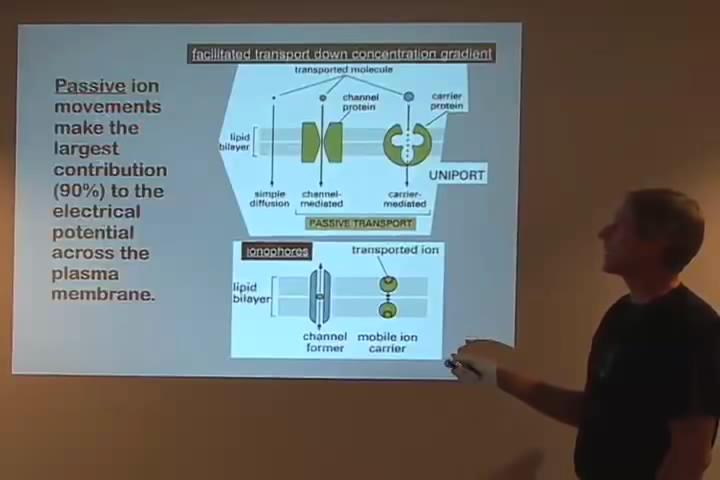 facilitated transport down concentration gradient
Passive ion
movements
make the
largest
contribution
(90%) to the
electrical
potential
across the
plasma
membrane.
transported molecule
channel
protein
carrier
protein
lipid
bilayer
UNIPORT
simple
diffusion
channel-
mediated
carrier-
mediated
PASSIVE TRANSPORT
ionophores
transported ion
lipid
bilayer
channel
former
mobile ion
carrier